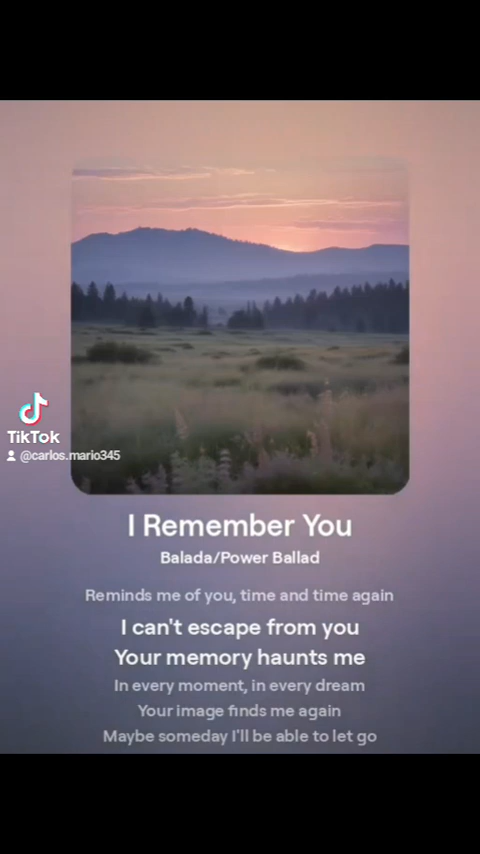 TikTok
@carlos.mario345
I Remember You
Balada/Power Ballad
Reminds me of you, time and time again
I can't escape from you
Your memory haunts me
In every moment, in every dream
Your image finds me again
Maybe someday I'll be able to let go